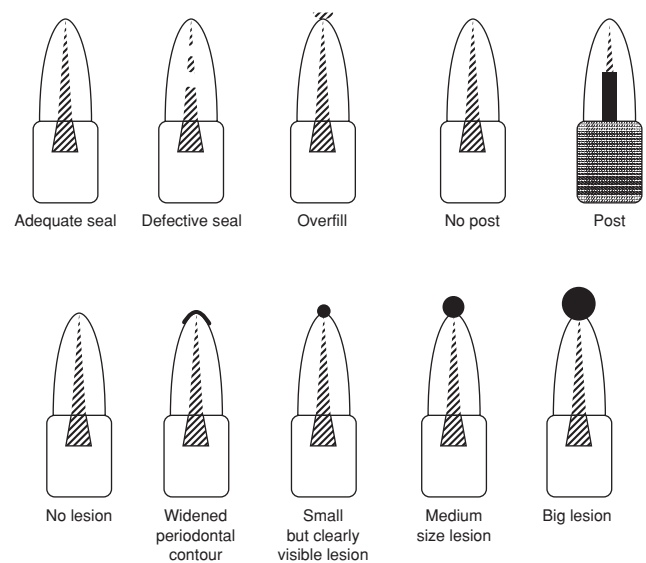 Adequate seal
Defective seal
Overfill
No post
Post
No lesion
Widened
periodontal
contour
Small
but clearly
visible lesion
Medium
size lesion
Big lesion